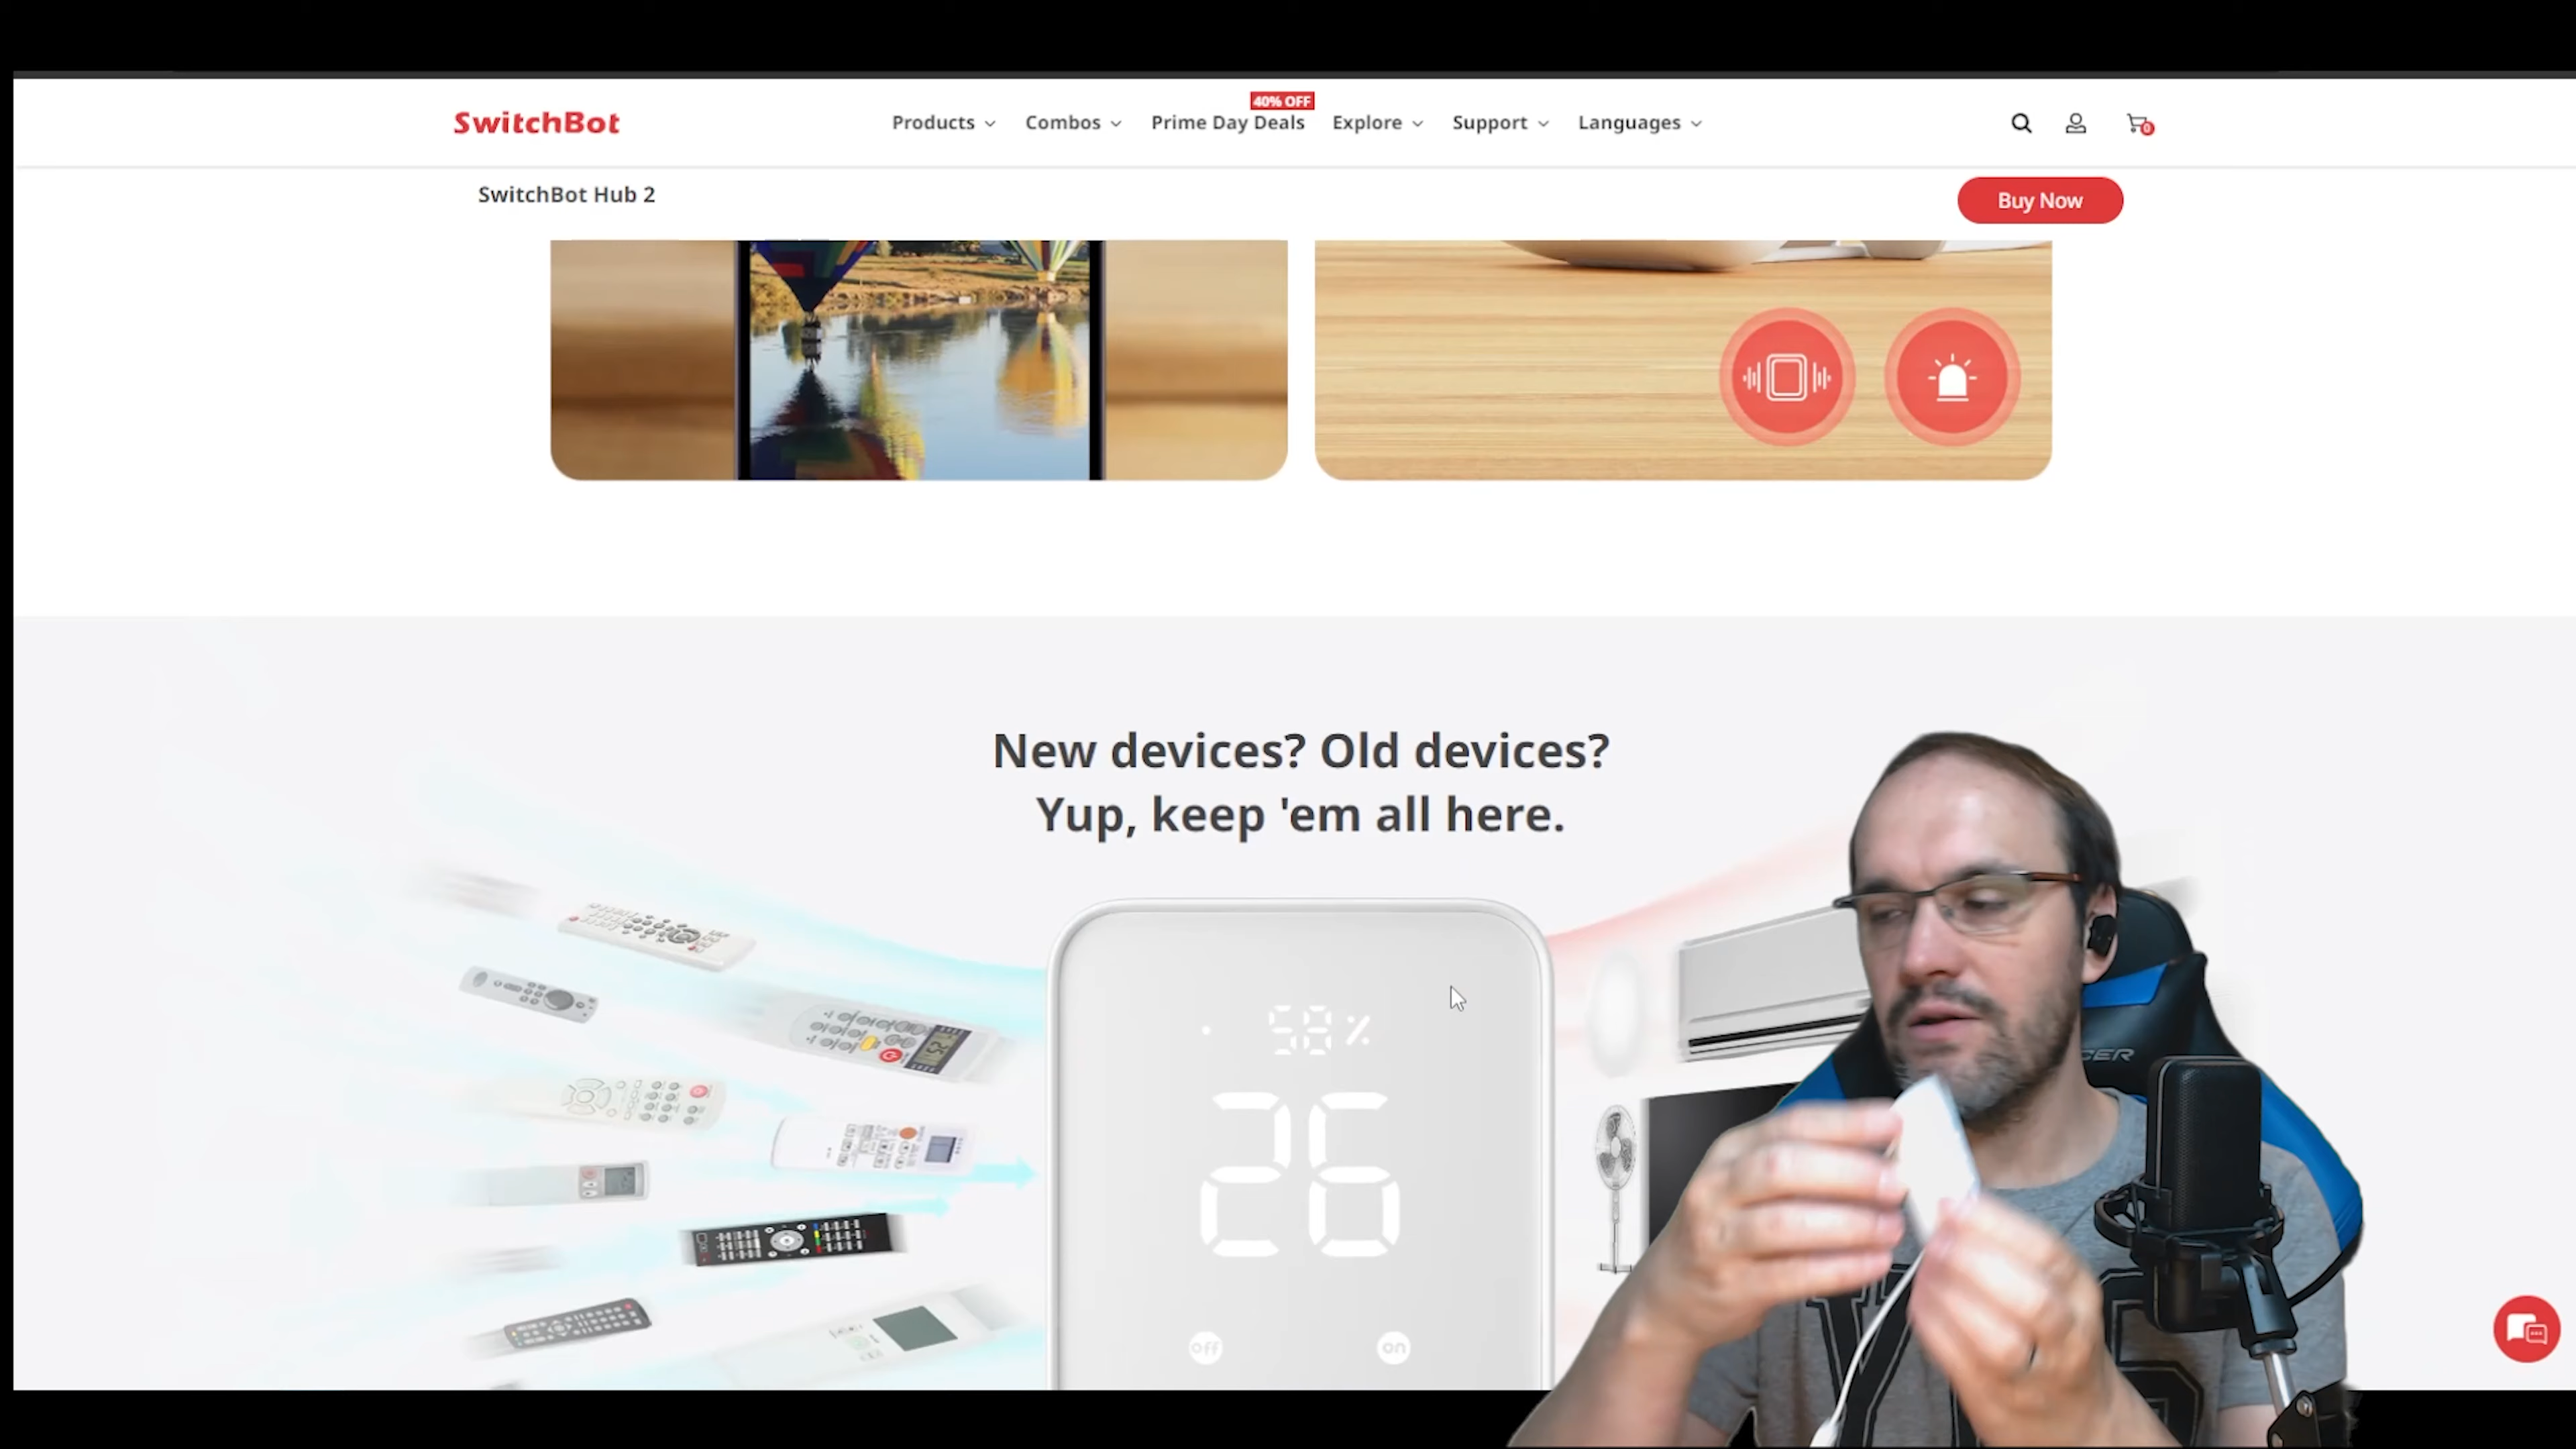 40% OFF
SwitchBot Products Combos Prime Day Deals Explore Support Languages 0
SwitchBot Hub 2 Buy Now
New devices? Old devices?
Yup, keep 'em all here.
58%
26
off on